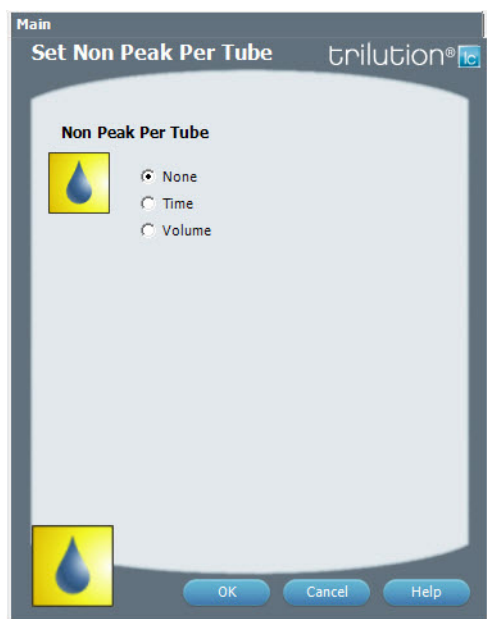 Main
Set Non Peak Per Tube trilution® lc
Non Peak Per Tube
None
Time
Volume
OK Cancel Help